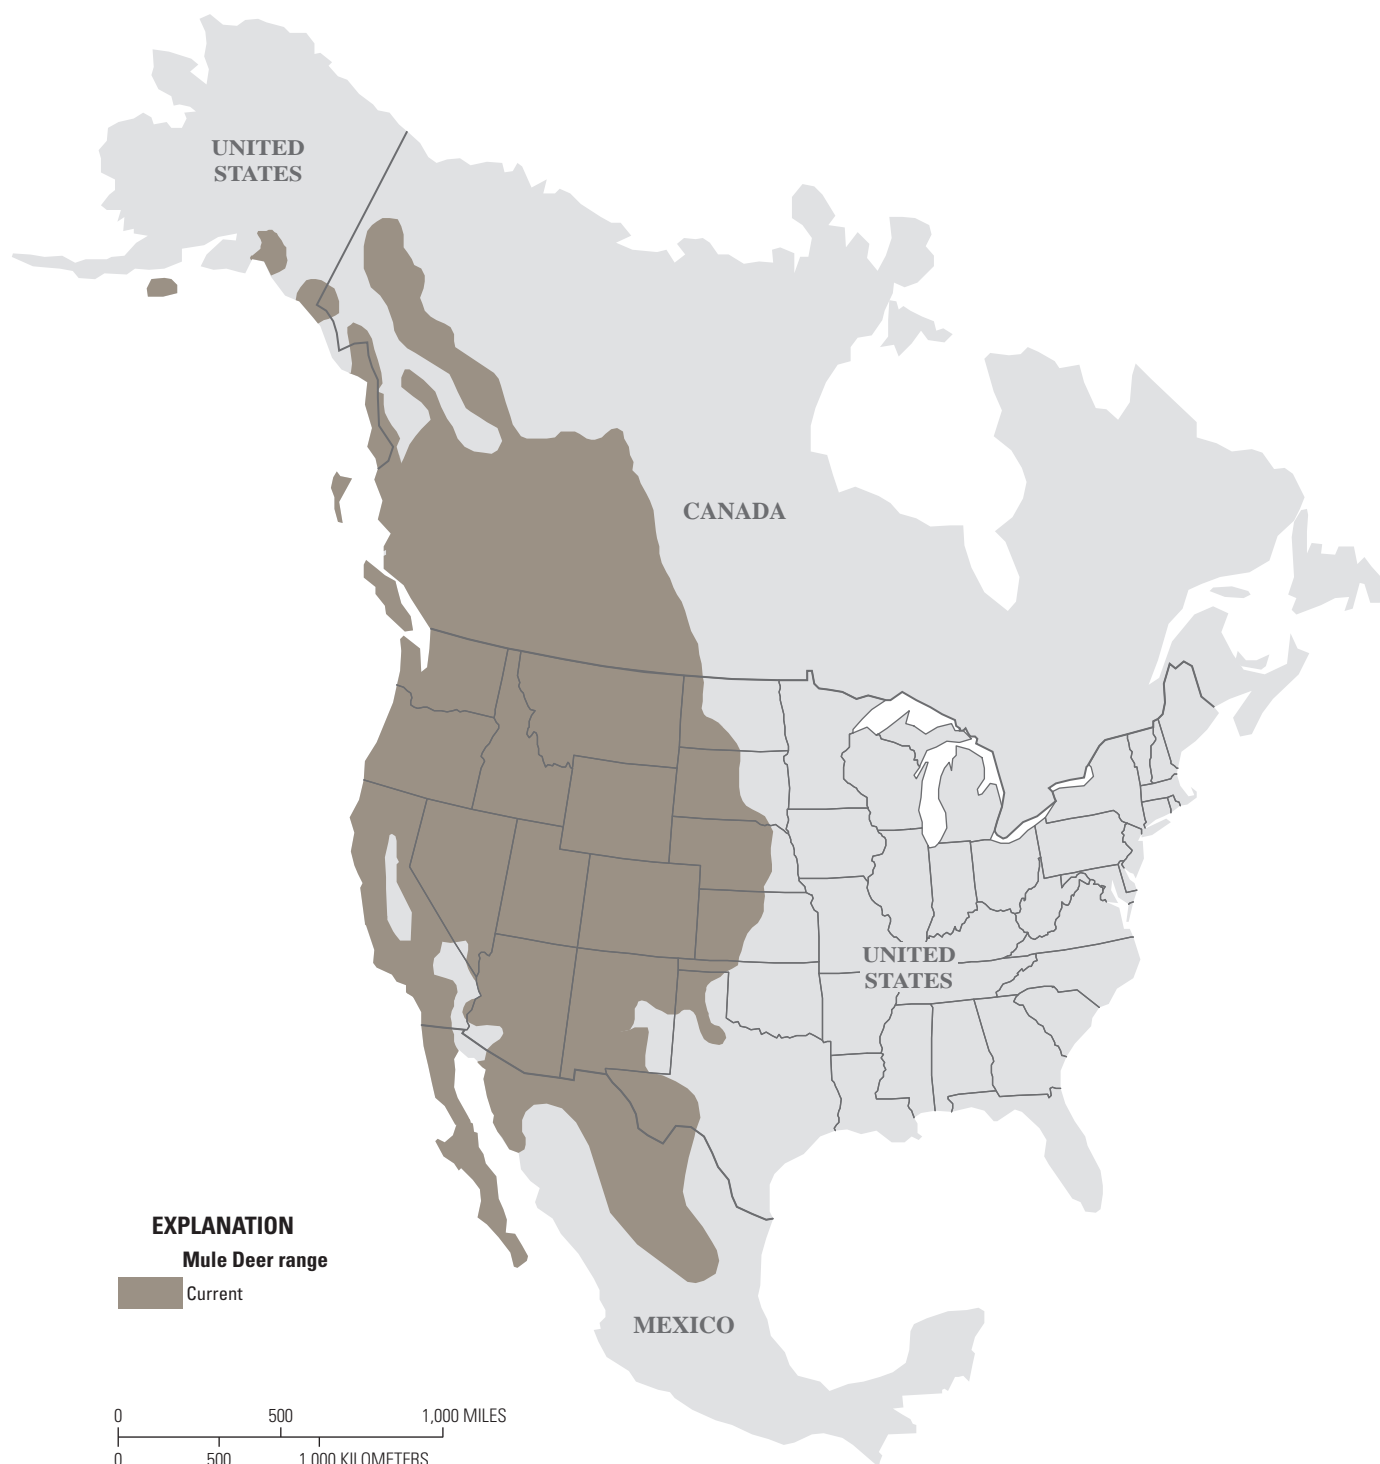 UNITED
STATES
CANADA
UNITED
STATES
EXPLANATION
Mule Deer range
Current
MEXICO
0 500 1,000 MILES
0 500 1,000 KILOMETERS